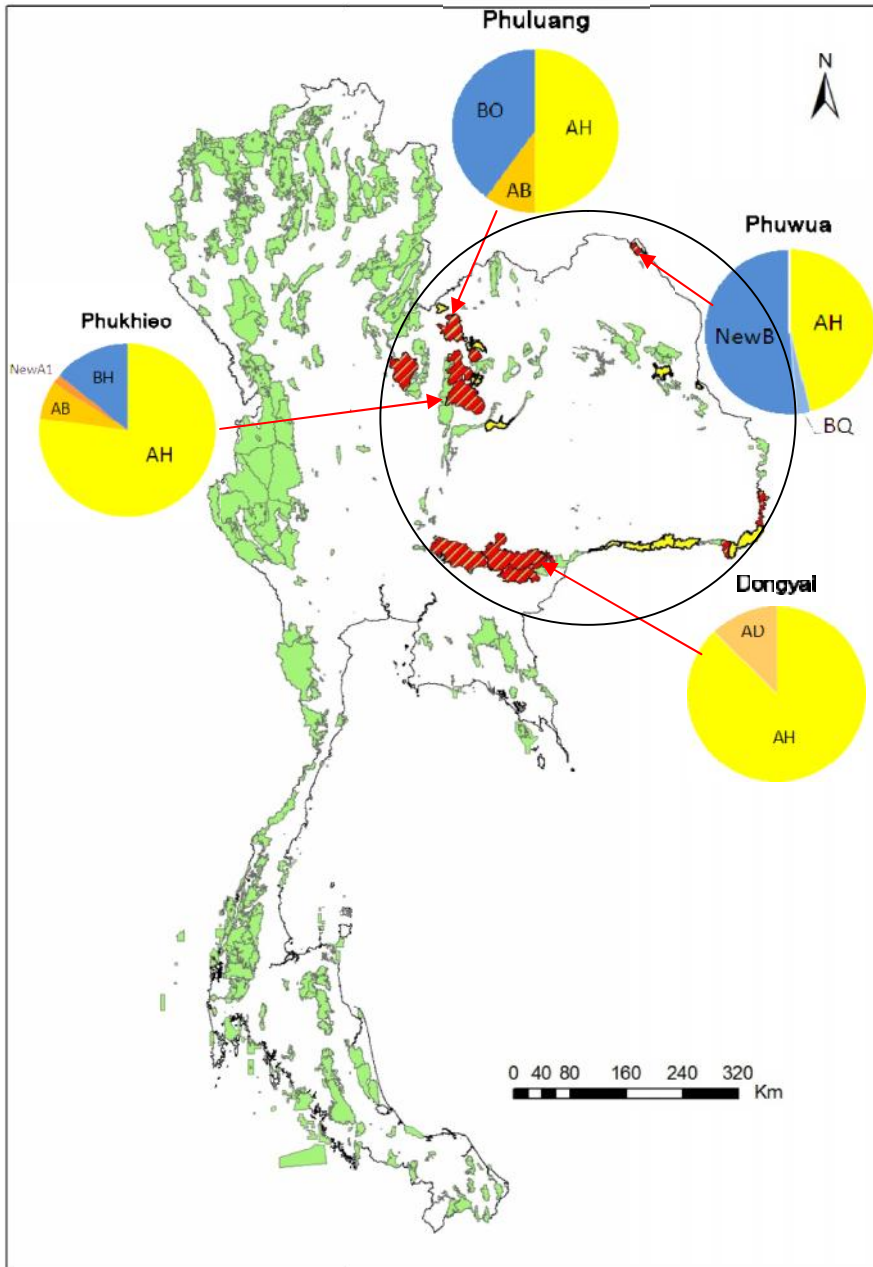 Phuluang
N
BO
AH
AB
Phuwua
NewB
AH
BQ
Phukhieo
NewA1
BH
AB
AH
Dongyai
AD
AH
0 40 80 160 240 320
Km